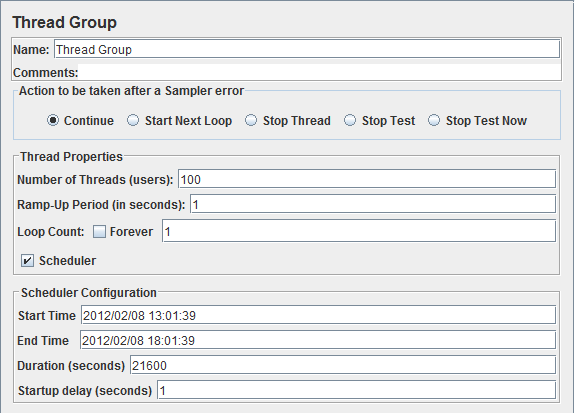 Thread Group
Name: Thread Group
Comments:
Action to be taken after a Sampler error
Continue Start Next Loop Stop Thread Stop Test Stop Test Now
Thread Properties
Number of Threads (users): 100
Ramp-Up Period (in seconds): 1
Loop Count: Forever 1
Scheduler
Scheduler Configuration
Start Time 2012/02/08 13:01:39
End Time 2012/02/08 18:01:39
Duration (seconds) 21600
Startup delay (seconds) 1